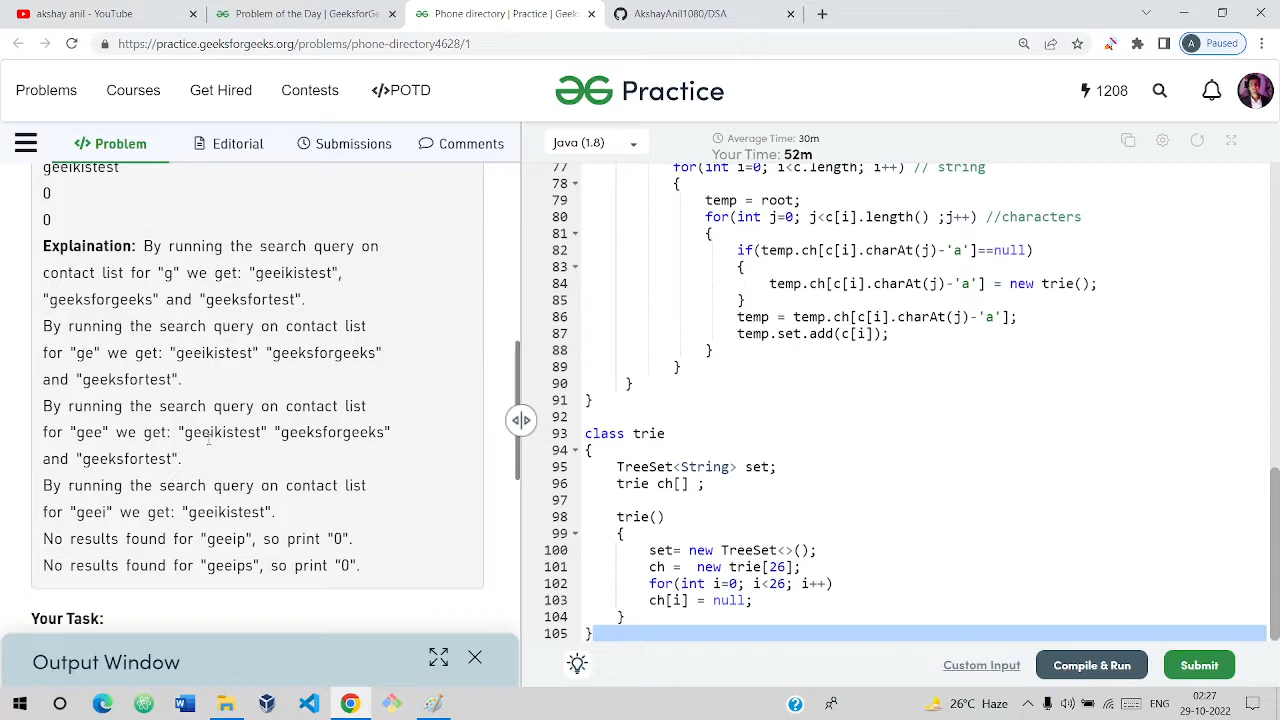 akshay anil - YouTube
Problem of the Day | GeeksforGe
Phone directory | Practice | Geek
AkshayAnil1080/GFG
https://practice.geeksforgeeks.org/problems/phone-directory4628/1
A Paused
Problems Courses Get Hired Contests </>POTD
Practice
1208
</> Problem Editorial Submissions Comments
Java (1.8)
Average Time: 30m
Your Time: 52m
geeikistest
0
0
Explaination: By running the search query on
contact list for "g" we get: "geeikistest",
"geeksforgeeks" and "geeksfortest".
By running the search query on contact list
for "ge" we get: "geeikistest" "geeksforgeeks"
and "geeksfortest".
By running the search query on contact list
for "gee" we get: "geeikistest" "geeksforgeeks"
and "geeksfortest".
By running the search query on contact list
for "geei" we get: "geeikistest".
No results found for "geeip", so print "0".
No results found for "geeips", so print "0".
Your Task:
Output Window
77 for(int i=0; i<c.length; i++) // string
78 {
79 temp = root;
80 for(int j=0; j<c[i].length() ;j++) //characters
81 {
82 if(temp.ch[c[i].charAt(j)-'a']==null)
83 {
84 temp.ch[c[i].charAt(j)-'a'] = new trie();
85 }
86 temp = temp.ch[c[i].charAt(j)-'a'];
87 temp.set.add(c[i]);
88 }
89 }
90 }
91 }
92
93 class trie
94 {
95 TreeSet<String> set;
96 trie ch[] ;
97
98 trie()
99 {
100 set= new TreeSet<>();
101 ch = new trie[26];
102 for(int i=0; i<26; i++)
103 ch[i] = null;
104 }
105 }
Custom Input
Compile & Run
Submit
26°C Haze
ENG
02:27
29-10-2022